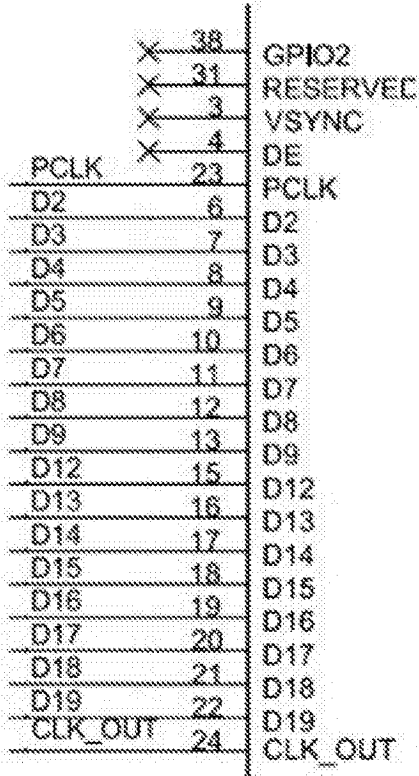 38 GPIO2
31 RESERVED
3 VSYNC
4 DE
PCLK 23 PCLK
D2 6 D2
D3 7 D3
D4 8 D4
D5 9 D5
D6 10 D6
D7 11 D7
D8 12 D8
D9 13 D9
D12 15 D12
D13 16 D13
D14 17 D14
D15 18 D15
D16 19 D16
D17 20 D17
D18 21 D18
D19 22 D19
CLK_OUT 24 CLK_OUT